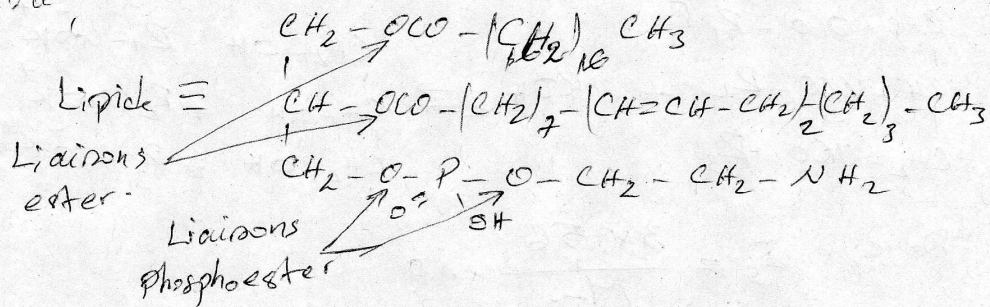 CH2 - OCO - (CH2)16 CH3
Lipide ≡ CH - OCO - (CH2)7 - (CH=CH-CH2)2-(CH2)3 - CH3
Liaisons ester.
CH2 - O - P - O - CH2 - CH2 - NH2
O OH
Liaisons
phosphoester